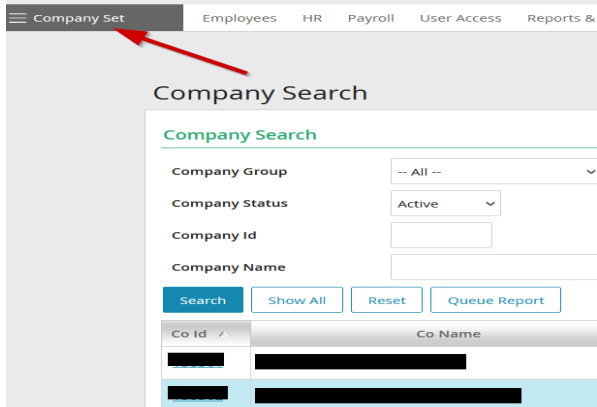 Company Set Employees HR Payroll User Access Reports &
Company Search
Company Search
Company Group -- All --
Company Status Active
Company Id
Company Name
Search Show All Reset Queue Report
Co Id Co Name